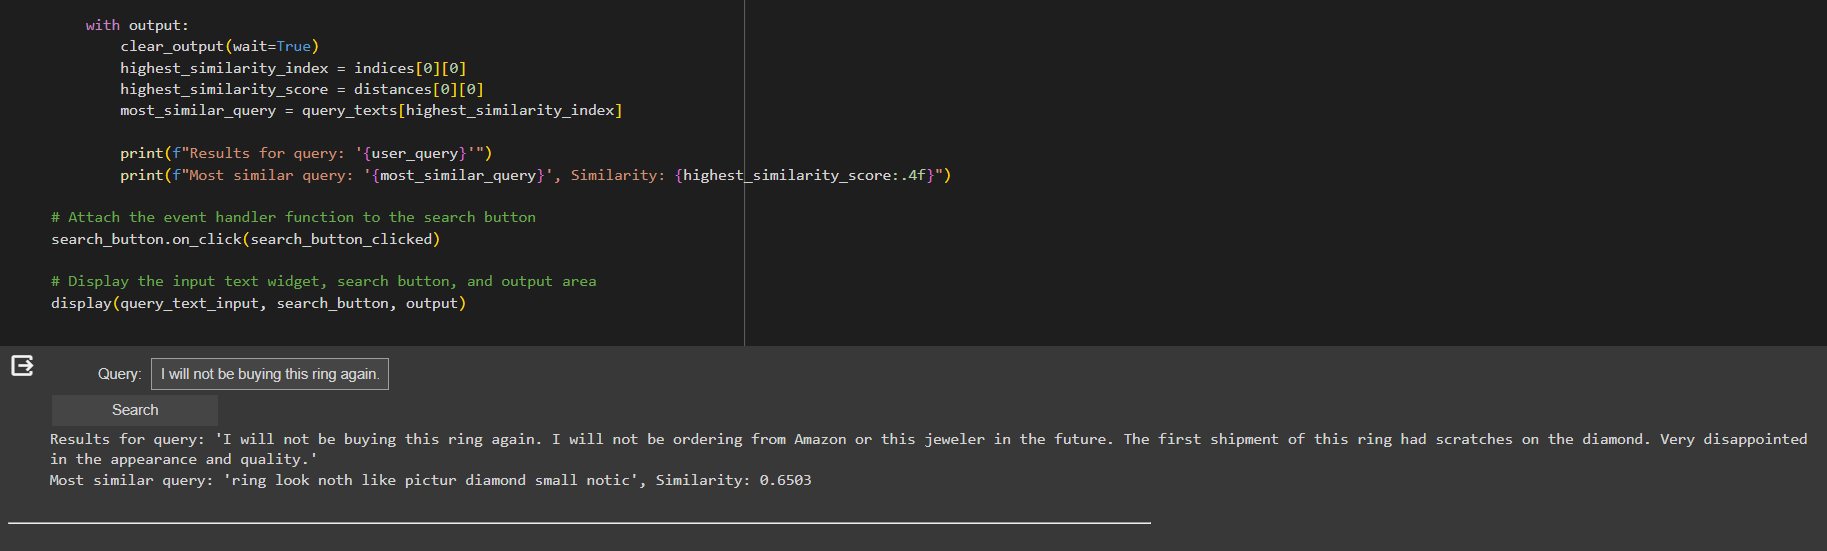 with output:
clear_output(wait=True)
highest_similarity_index = indices[0][0]
highest_similarity_score = distances[0][0]
most_similar_query = query_texts[highest_similarity_index]
print(f"Results for query: '{user_query}'")
print(f"Most similar query: '{most_similar_query}', Similarity: {highest_similarity_score:.4f}")
# Attach the event handler function to the search button
search_button.on_click(search_button_clicked)
# Display the input text widget, search button, and output area
display(query_text_input, search_button, output)
Query: I will not be buying this ring again.
Search
Results for query: 'I will not be buying this ring again. I will not be ordering from Amazon or this jeweler in the future. The first shipment of this ring had scratches on the diamond. Very disappointed
in the appearance and quality.'
Most similar query: 'ring look noth like pictur diamond small notic', Similarity: 0.6503